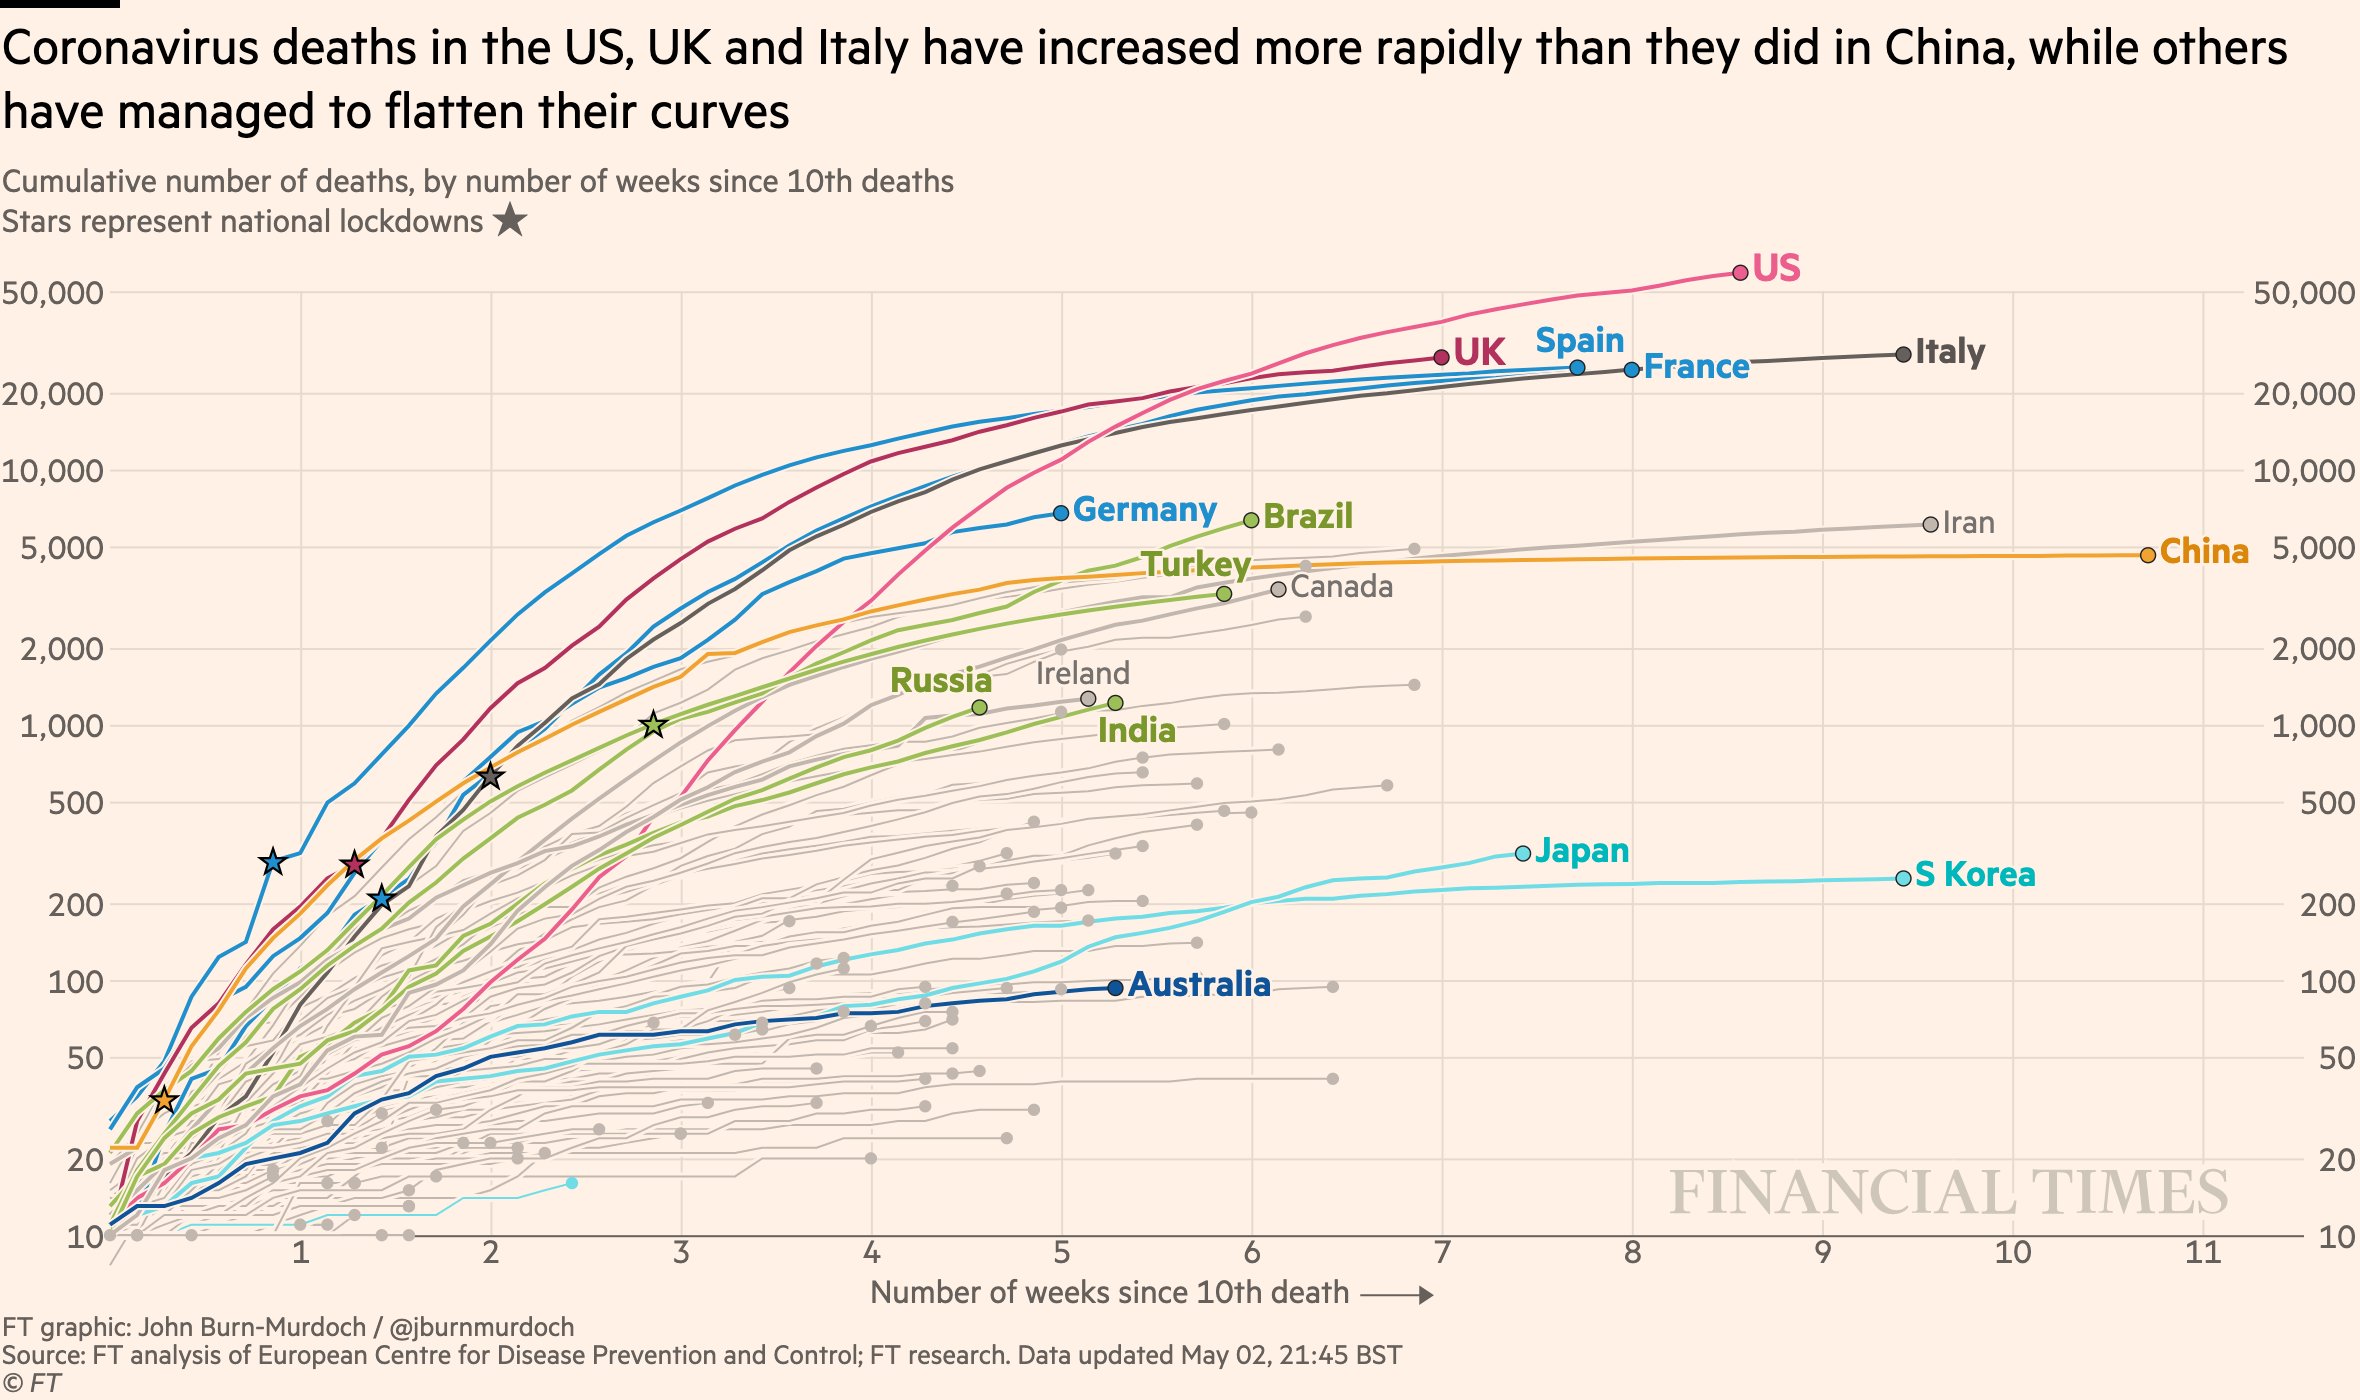 Coronavirus deaths in the US, UK and Italy have increased more rapidly than they did in China, while others
have managed to flatten their curves
Cumulative number of deaths, by number of weeks since 10th deaths
Stars represent national lockdowns ★
US
50,000 50,000
UK
Spain
France
Italy
20,000 20,000
10,000 10,000
Germany
Brazil
Iran
5,000 5,000
China
Turkey
Canada
2,000 2,000
Ireland
Russia
1,000 1,000
India
500 500
Japan
S Korea
200 200
100 100
Australia
50 50
20 20
FINANCIAL TIMES
10 10
1 2 3 4 5 6 7 8 9 10 11
Number of weeks since 10th death
FT graphic: John Burn-Murdoch / @jburnmurdoch
Source: FT analysis of European Centre for Disease Prevention and Control; FT research. Data updated May 02, 21:45 BST
© FT